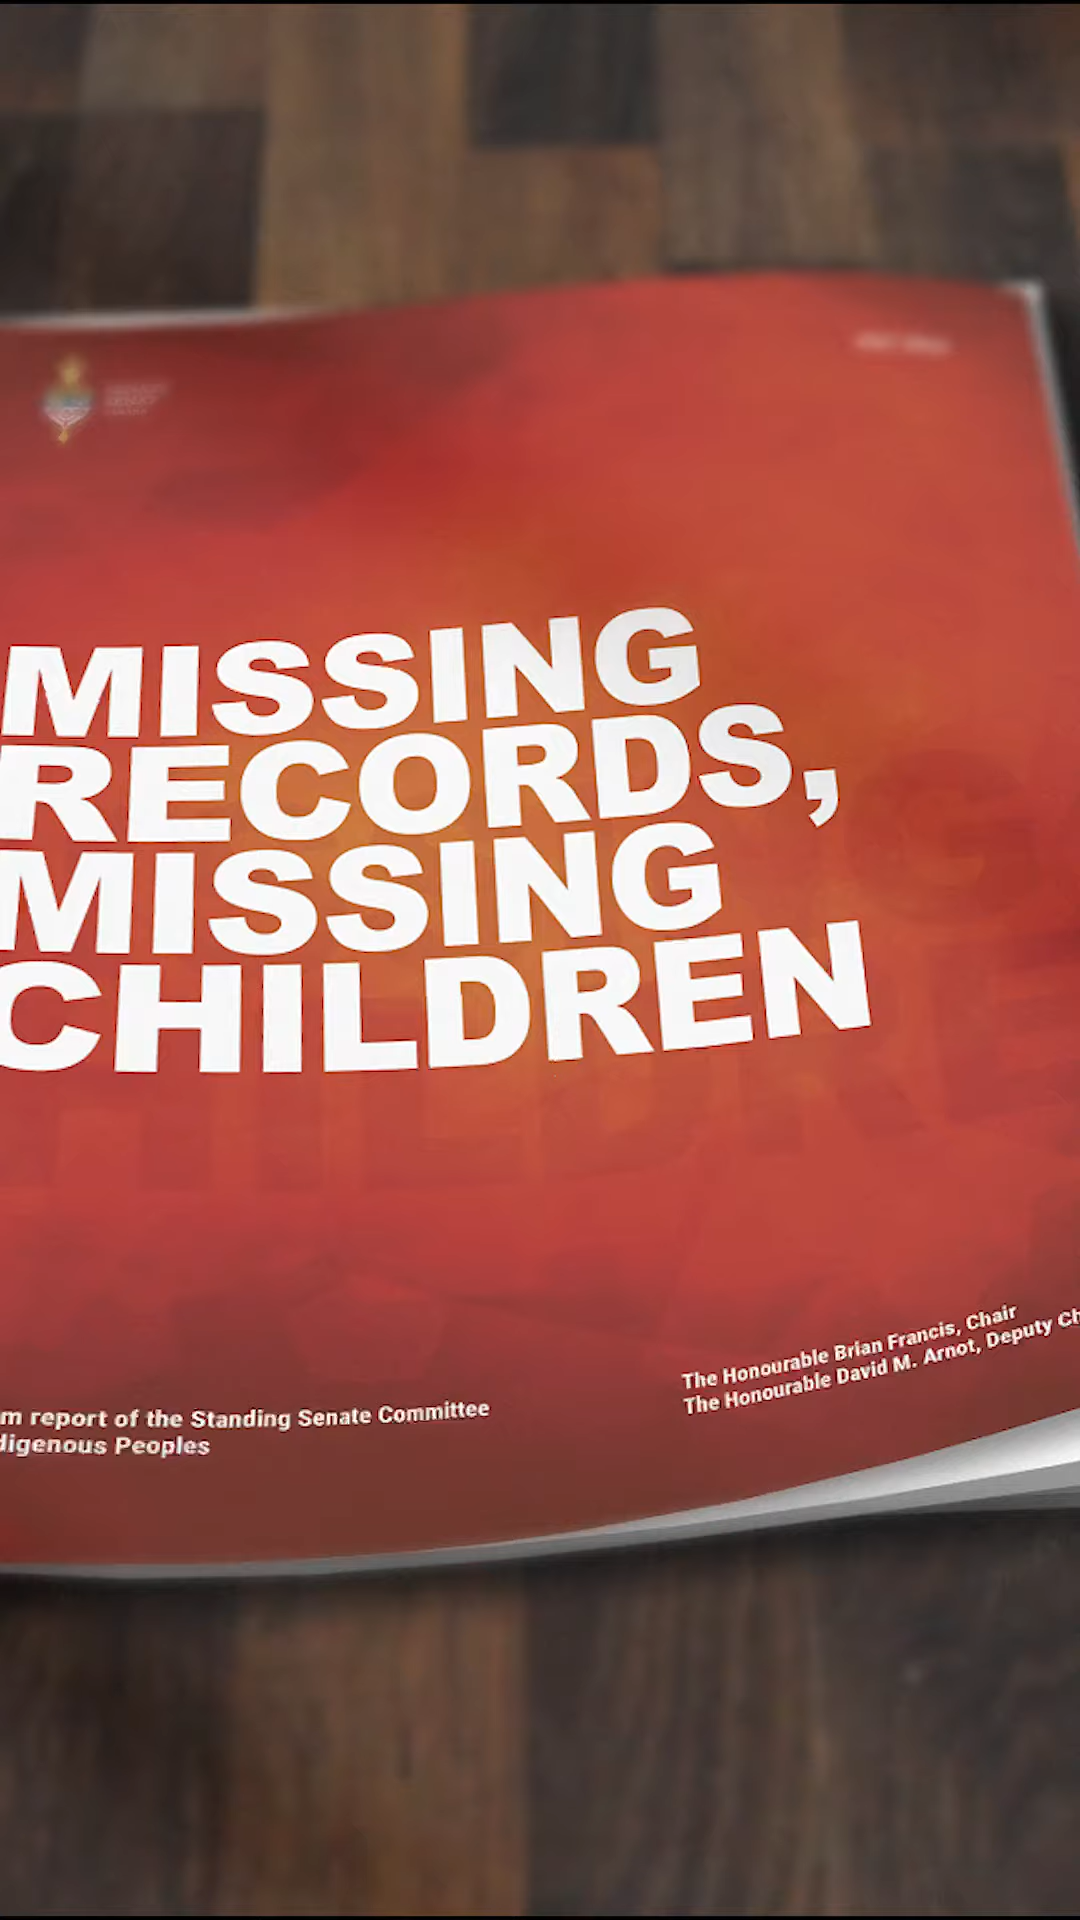 MISSING
RECORDS,
MISSING
CHILDREN
The Honourable Brian Francis, Chair
The Honourable David M. Arnot, Deputy Ch
m report of the Standing Senate Committee
digenous Peoples